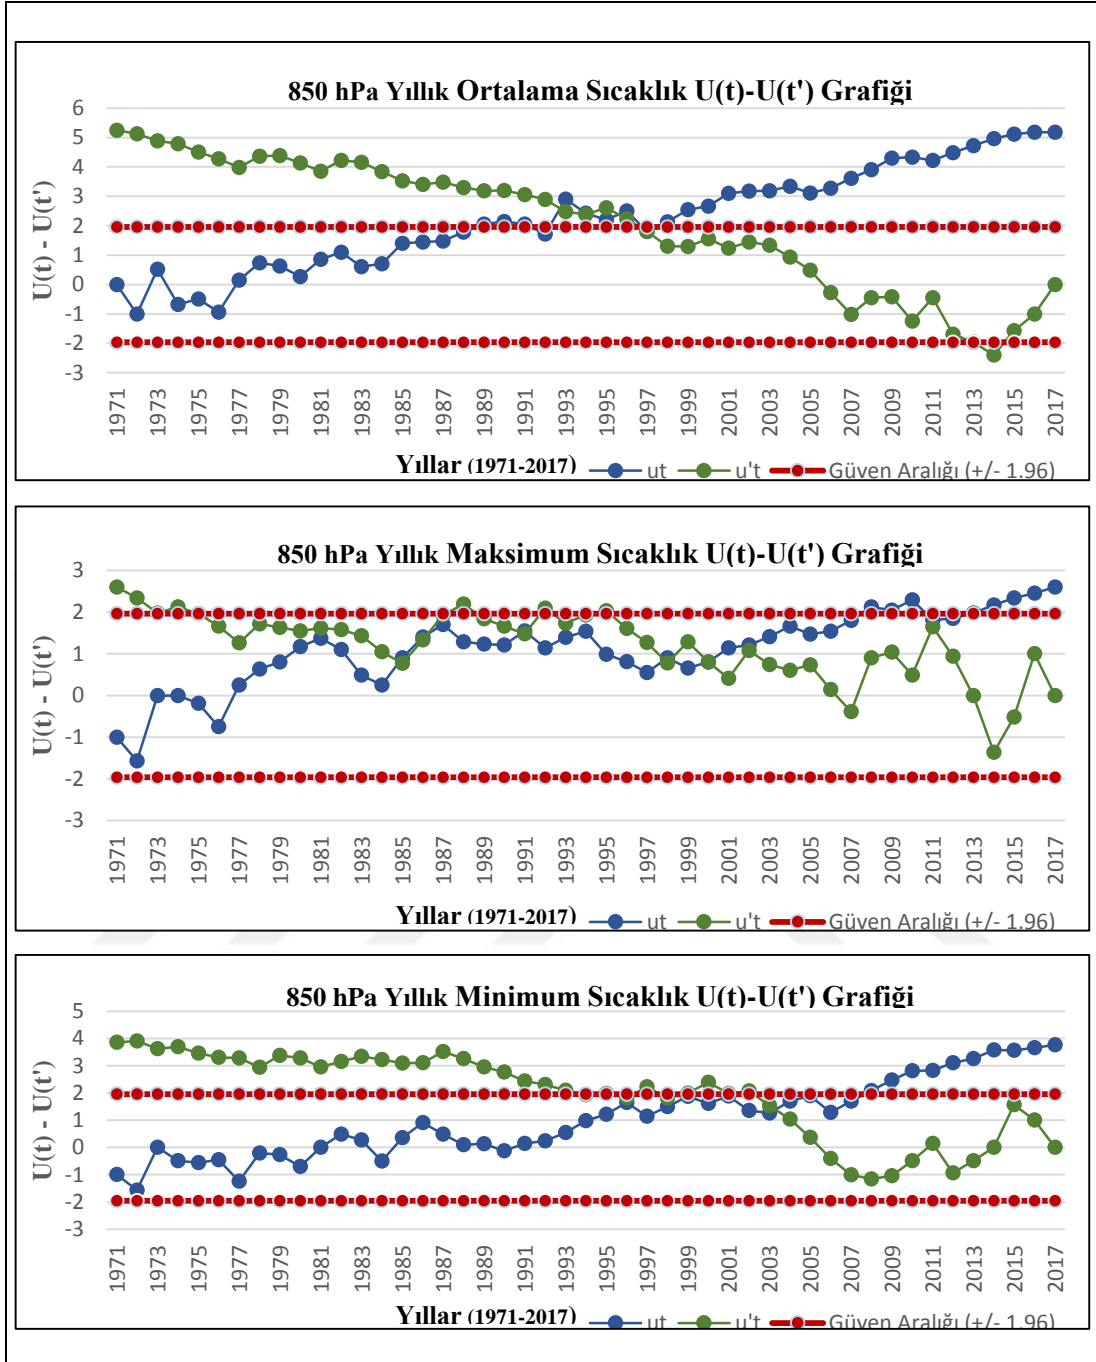 850 hPa Yıllık Ortalama Sıcaklık U(t)-U(t') Grafiği
U(t) - U(t')
6
5
4
3
2
1
0
-1
-2
-3
1971 1973 1975 1977 1979 1981 1983 1985 1987 1989 1991 1993 1995 1997 1999 2001 2003 2005 2007 2009 2011 2013 2015 2017
Yıllar (1971-2017) ut u't Güven Aralığı (+/- 1.96)
850 hPa Yıllık Maksimum Sıcaklık U(t)-U(t') Grafiği
U(t) - U(t')
3
2
1
0
-1
-2
-3
1971 1973 1975 1977 1979 1981 1983 1985 1987 1989 1991 1993 1995 1997 1999 2001 2003 2005 2007 2009 2011 2013 2015 2017
Yıllar (1971-2017) ut u't Güven Aralığı (+/- 1.96)
850 hPa Yıllık Minimum Sıcaklık U(t)-U(t') Grafiği
U(t) - U(t')
5
4
3
2
1
0
-1
-2
-3
1971 1973 1975 1977 1979 1981 1983 1985 1987 1989 1991 1993 1995 1997 1999 2001 2003 2005 2007 2009 2011 2013 2015 2017
Yıllar (1971-2017) ut u't Güven Aralığı (+/- 1.96)